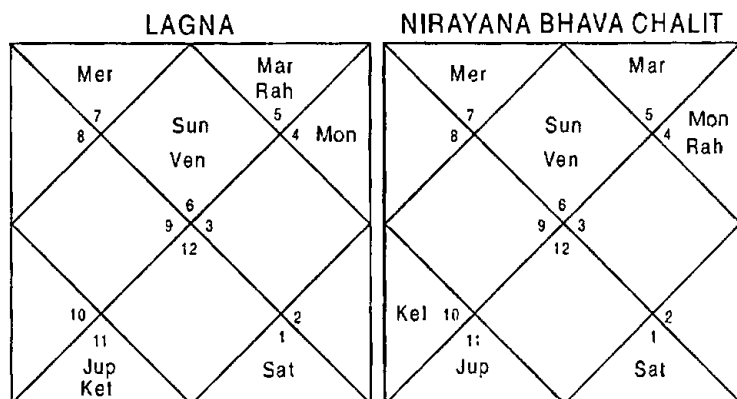 LAGNA
Mer
Mar
Rah
7
5
8
Sun
4
Mon
Ven
6
9
3
12
10
2
11
1
Jup
Ket
Sat
NIRAYANA BHAVA CHALIT
Mer
Mar
7
5
8
Sun
4
Mon
Rah
Ven
6
9
3
12
Ket
10
2
11
1
Jup
Sat